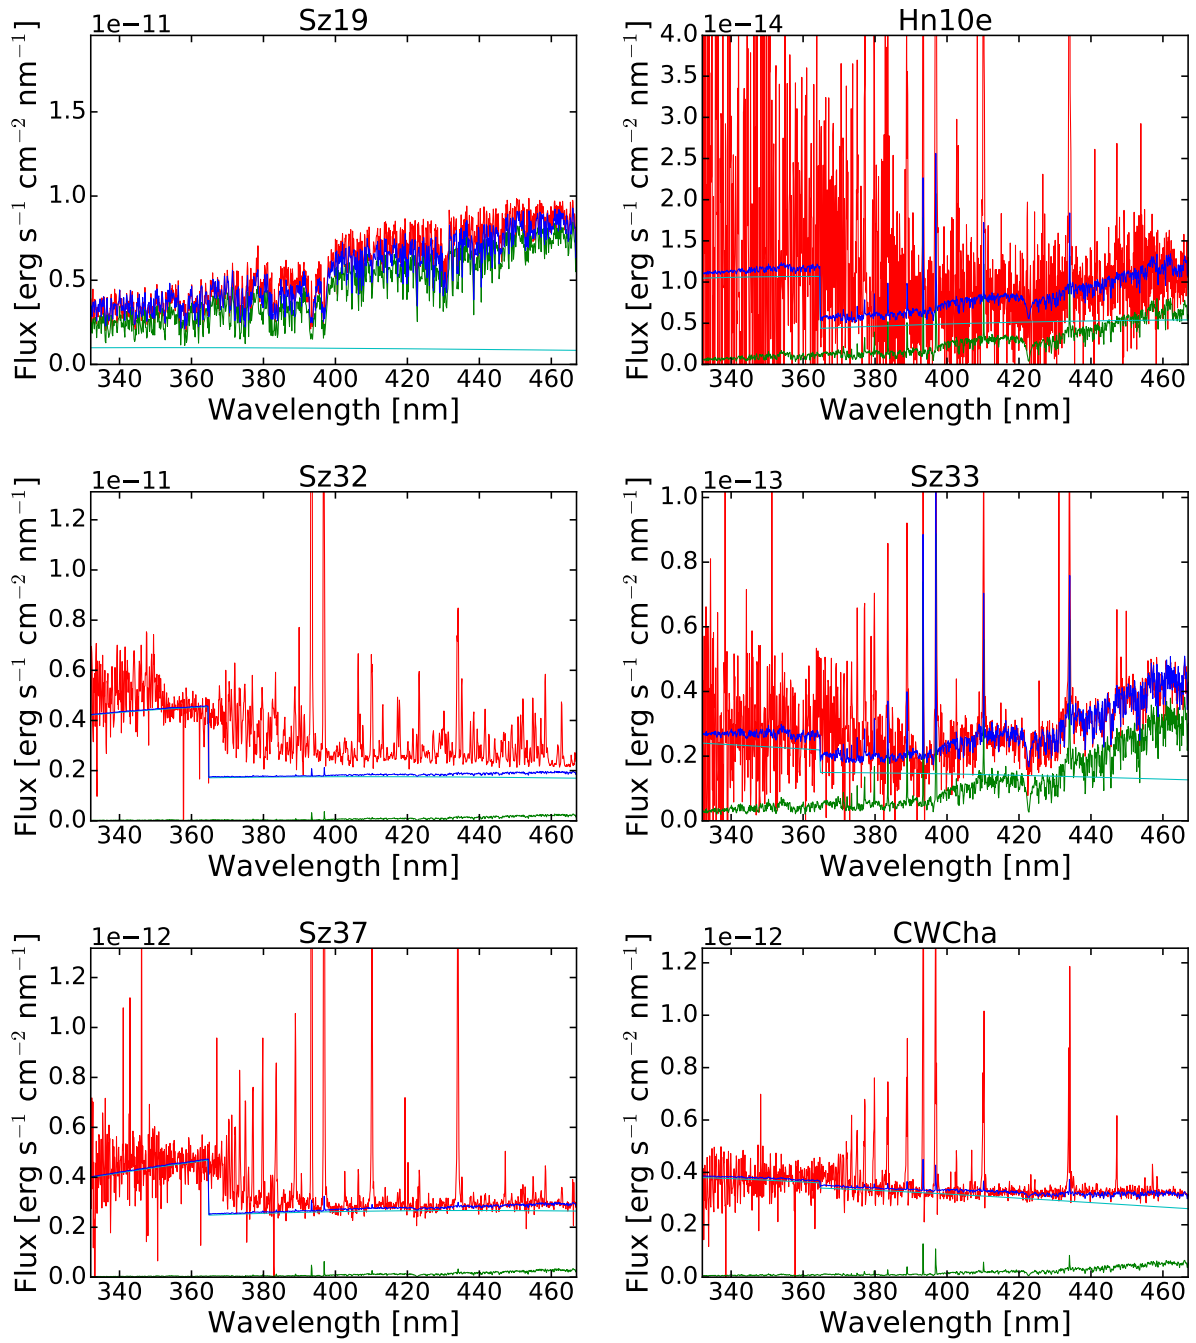 Sz19
1e−11
Flux [erg s⁻¹ cm⁻² nm⁻¹]
1.5
1.0
0.5
0.0
340 360 380 400 420 440 460
Wavelength [nm]
Hn10e
1e−14
Flux [erg s⁻¹ cm⁻² nm⁻¹]
4.0
3.5
3.0
2.5
2.0
1.5
1.0
0.5
0.0
340 360 380 400 420 440 460
Wavelength [nm]
Sz32
1e−11
Flux [erg s⁻¹ cm⁻² nm⁻¹]
1.2
1.0
0.8
0.6
0.4
0.2
0.0
340 360 380 400 420 440 460
Wavelength [nm]
Sz33
1e−13
Flux [erg s⁻¹ cm⁻² nm⁻¹]
1.0
0.8
0.6
0.4
0.2
0.0
340 360 380 400 420 440 460
Wavelength [nm]
Sz37
1e−12
Flux [erg s⁻¹ cm⁻² nm⁻¹]
1.2
1.0
0.8
0.6
0.4
0.2
0.0
340 360 380 400 420 440 460
Wavelength [nm]
CWCha
1e−12
Flux [erg s⁻¹ cm⁻² nm⁻¹]
1.2
1.0
0.8
0.6
0.4
0.2
0.0
340 360 380 400 420 440 460
Wavelength [nm]